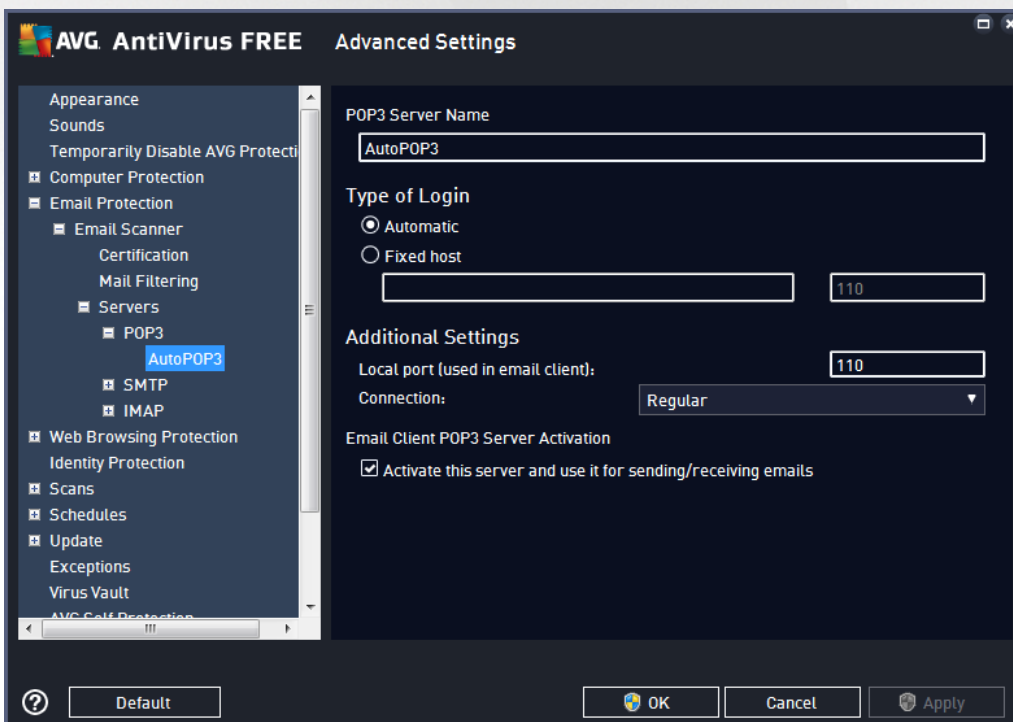 AVG. AntiVirus FREE Advanced Settings
Appearance
Sounds
Temporarily Disable AVG Protecti
Computer Protection
Email Protection
Email Scanner
Certification
Mail Filtering
Servers
POP3
AutoPOP3
SMTP
IMAP
Web Browsing Protection
Identity Protection
Scans
Schedules
Update
Exceptions
Virus Vault
AVG Self Protection
POP3 Server Name
AutoPOP3
Type of Login
Automatic
Fixed host
110
Additional Settings
Local port (used in email client): 110
Connection: Regular
Email Client POP3 Server Activation
Activate this server and use it for sending/receiving emails
Default OK Cancel Apply